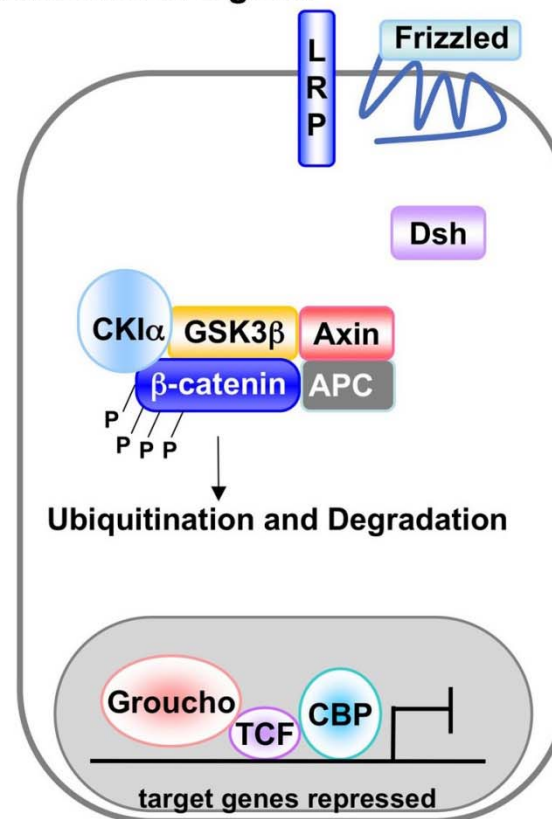 Frizzled
L
R
P
Dsh
CKIα GSK3β Axin
β-catenin APC
P
P P P
Ubiquitination and Degradation
Groucho
TCF
CBP
target genes repressed